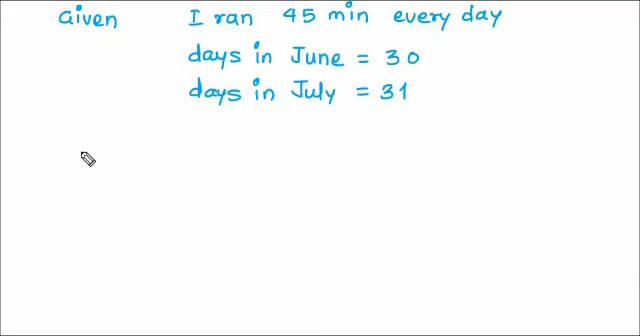 Given I ran 45 min every day
days in June = 30
days in July = 31